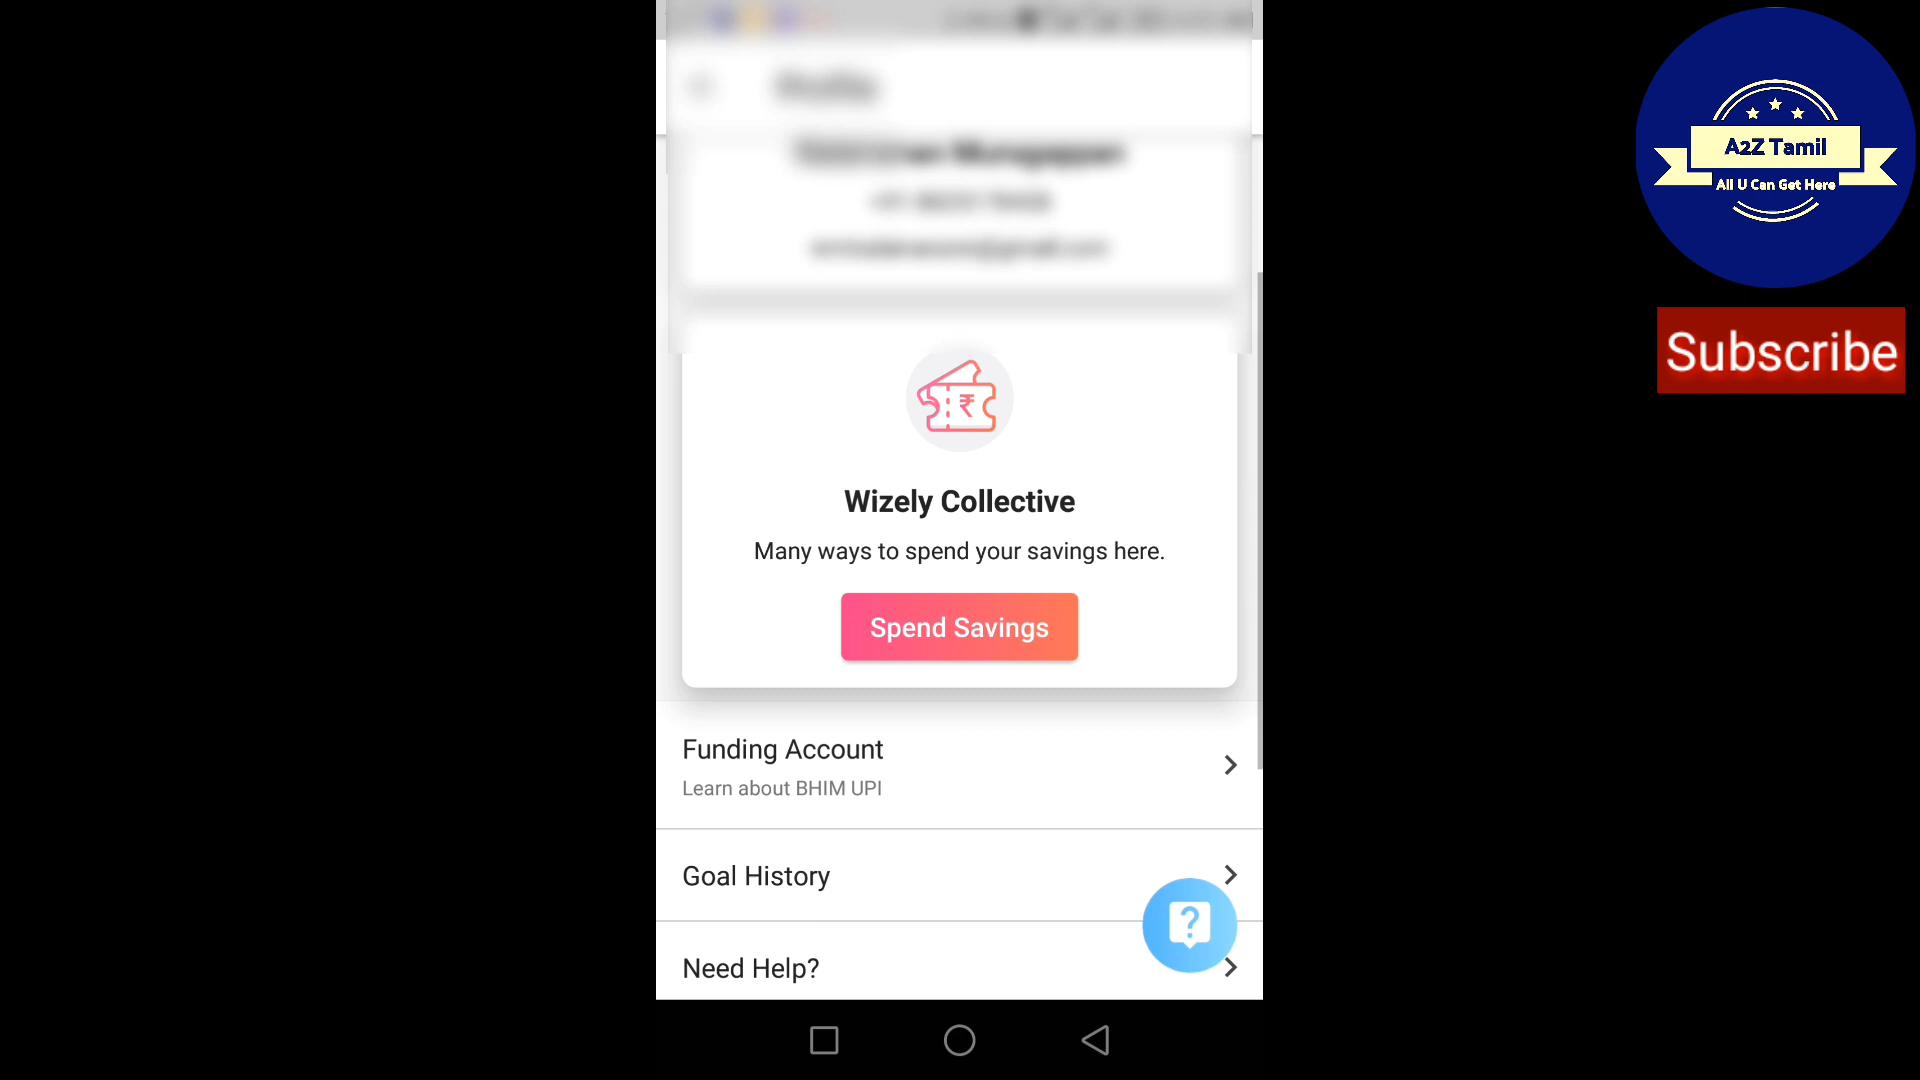 Wizely Collective
Many ways to spend your savings here.
Spend Savings
Funding Account
Learn about BHIM UPI
Goal History
Need Help?
A2Z Tamil
All U Can Get Here
Subscribe